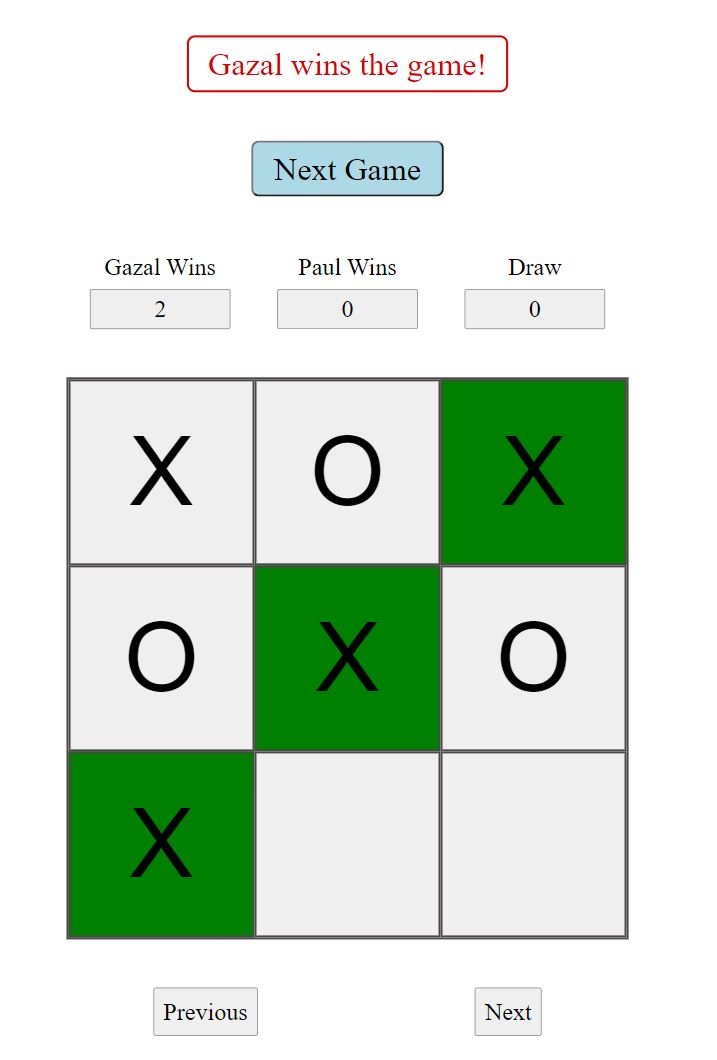 Gazal wins the game!
Next Game
Gazal Wins Paul Wins Draw
2 0 0
X O X
O X O
X
Previous Next